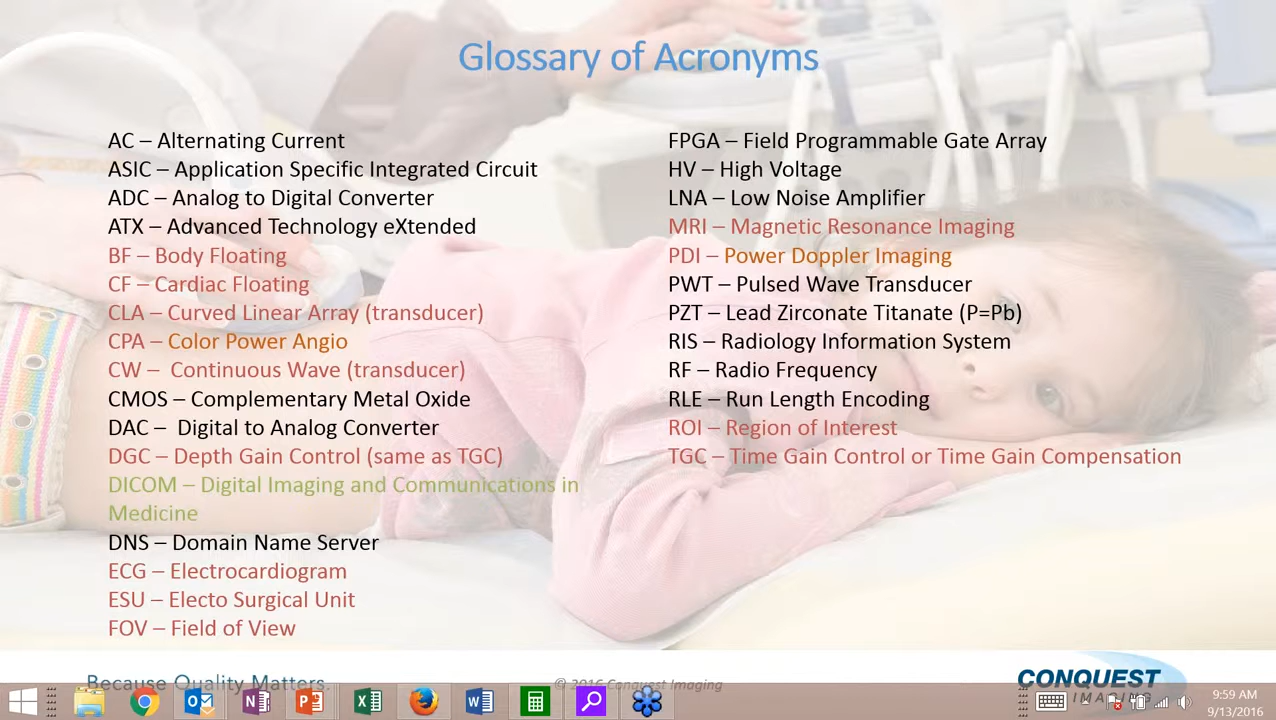 Glossary of Acronyms
AC – Alternating Current
ASIC – Application Specific Integrated Circuit
ADC – Analog to Digital Converter
ATX – Advanced Technology eXtended
BF – Body Floating
CF – Cardiac Floating
CLA – Curved Linear Array (transducer)
CPA – Color Power Angio
CW – Continuous Wave (transducer)
CMOS – Complementary Metal Oxide
DAC – Digital to Analog Converter
DGC – Depth Gain Control (same as TGC)
DICOM – Digital Imaging and Communications in
Medicine
DNS – Domain Name Server
ECG – Electrocardiogram
ESU – Electo Surgical Unit
FOV – Field of View
FPGA – Field Programmable Gate Array
HV – High Voltage
LNA – Low Noise Amplifier
MRI – Magnetic Resonance Imaging
PDI – Power Doppler Imaging
PWT – Pulsed Wave Transducer
PZT – Lead Zirconate Titanate (P=Pb)
RIS – Radiology Information System
RF – Radio Frequency
RLE – Run Length Encoding
ROI – Region of Interest
TGC – Time Gain Control or Time Gain Compensation
Because Quality Matters.
© 2016 Conquest Imaging
CONQUEST
IMAGING
9:59 AM
9/13/2016